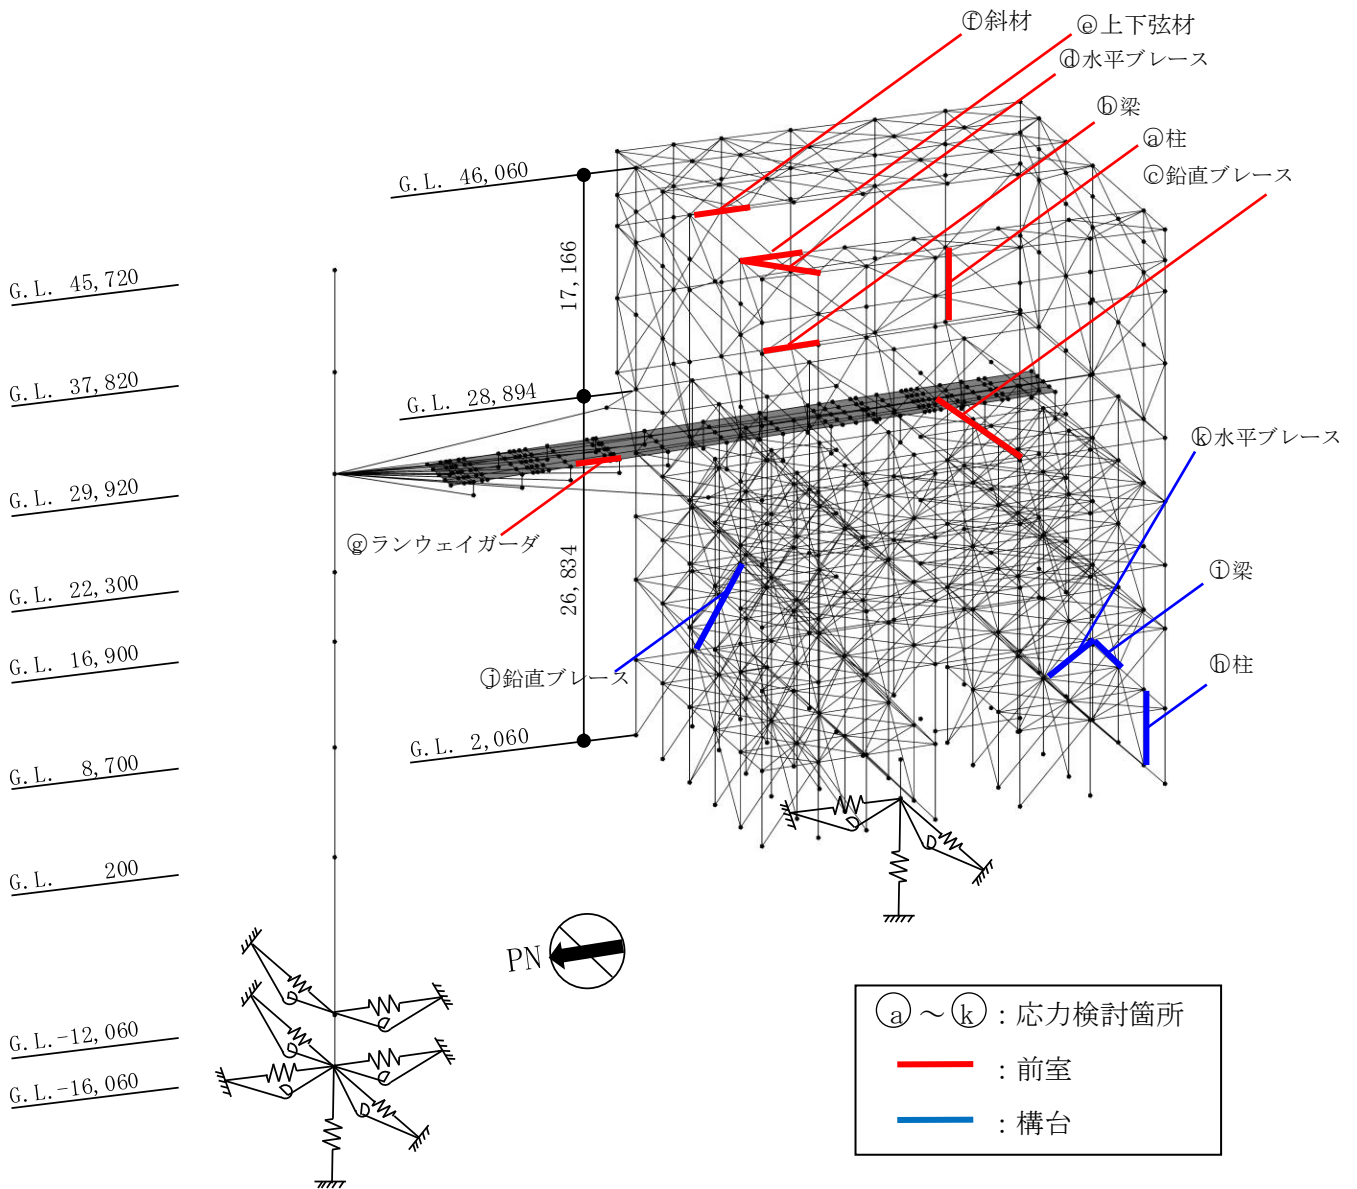 ⓕ斜材
ⓔ上下弦材
ⓓ水平ブレース
ⓑ梁
ⓐ柱
ⓒ鉛直ブレース
G.L. 46,060
17,166
G.L. 45,720
G.L. 37,820
G.L. 28,894
ⓚ水平ブレース
G.L. 29,920
ⓖランウェイガーダ
26,834
ⓘ梁
G.L. 22,300
G.L. 16,900
ⓙ鉛直ブレース
ⓗ柱
G.L. 2,060
G.L. 8,700
G.L. 200
PN
ⓐ～ⓚ：応力検討箇所
：前室
：構台
G.L.-12,060
G.L.-16,060